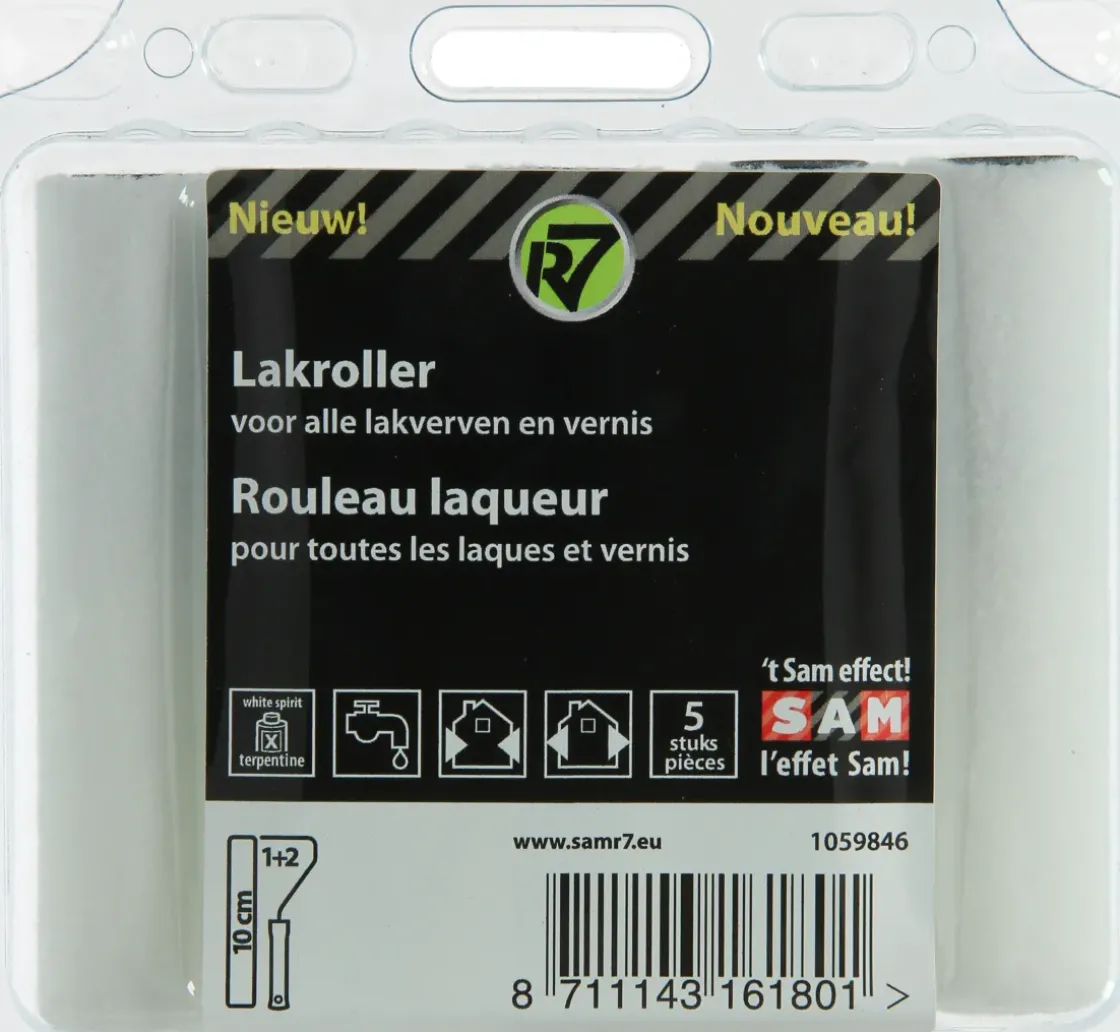 Nieuw!
Nouveau!
R7
Lakroller
voor alle lakverven en vernis
Rouleau laqueur
pour toutes les laques et vernis
't Sam effect!
SAM
l'effet Sam!
white spirit
X
terpentine
5
stuks
pièces
www.samr7.eu
1059846
1+2
10 cm
8 711143 161801 >